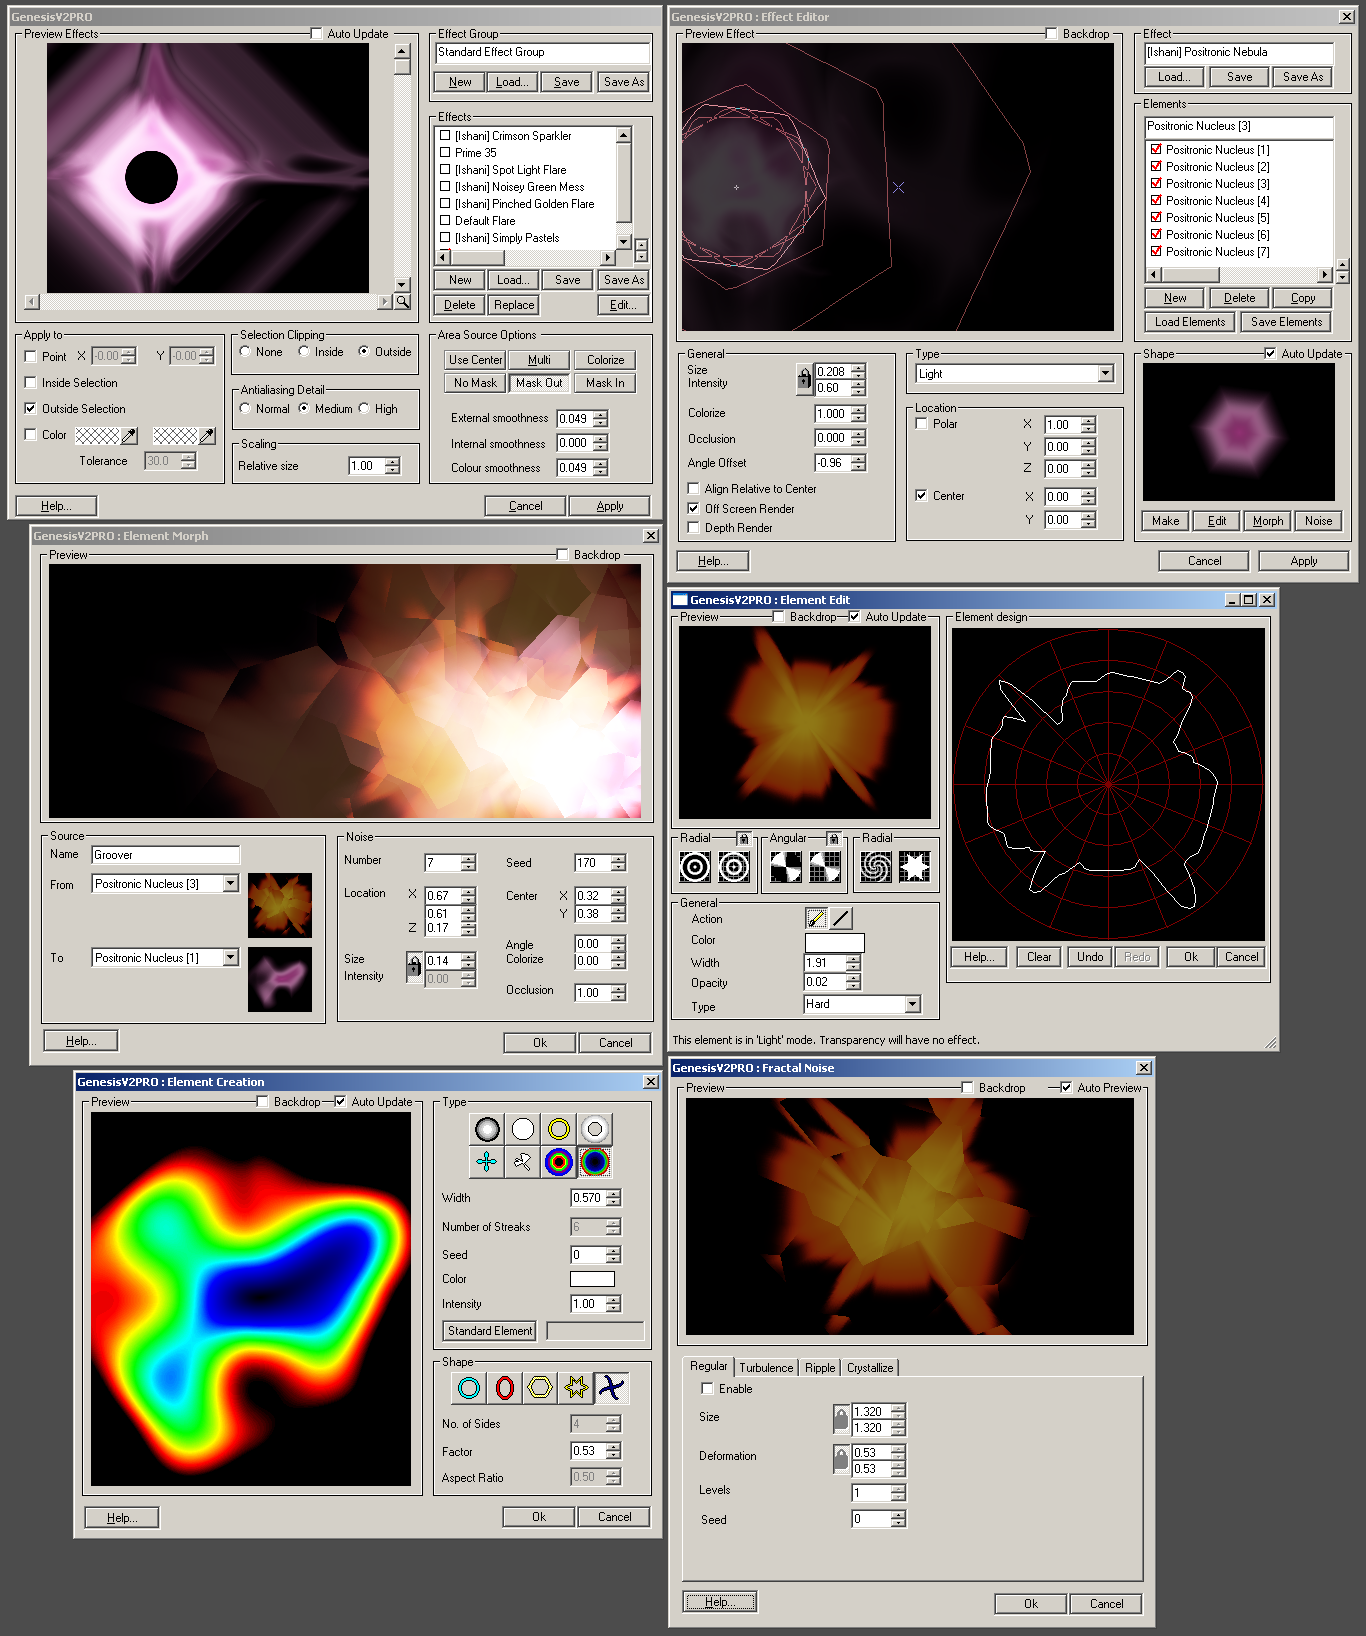 GenesisV2PRO
Preview Effects
Auto Update
Effect Group
Standard Effect Group
New
Load...
Save
Save As
Effects
[Ishani] Crimson Sparkler
Prime 35
[Ishani] Spot Light Flare
[Ishani] Noisey Green Mess
[Ishani] Pinched Golden Flare
Default Flare
[Ishani] Simply Pastels
New
Load...
Save
Save As
Delete
Replace
Edit...
Apply to
Point X -0.00 Y -0.00
Inside Selection
Outside Selection
Color
Tolerance 30.0
Selection Clipping
None Inside Outside
Antialiasing Detail
Normal Medium High
Scaling
Relative size 1.00
Area Source Options
Use Center Multi Colorize
No Mask Mask Out Mask In
External smoothness 0.049
Internal smoothness 0.000
Colour smoothness 0.049
Help...
Cancel
Apply
GenesisV2PRO : Effect Editor
Preview Effect
Backdrop
Effect
[Ishani] Positronic Nebula
Load...
Save
Save As
Elements
Positronic Nucleus [3]
Positronic Nucleus [1]
Positronic Nucleus [2]
Positronic Nucleus [3]
Positronic Nucleus [4]
Positronic Nucleus [5]
Positronic Nucleus [6]
Positronic Nucleus [7]
New
Delete
Copy
Load Elements
Save Elements
General
Size 0.208
Intensity 0.60
Colorize 1.000
Occlusion 0.000
Angle Offset -0.96
Align Relative to Center
Off Screen Render
Depth Render
Type
Light
Location
Polar X 1.00
Y 0.00
Z 0.00
Center X 0.00
Y 0.00
Shape
Auto Update
Make
Edit
Morph
Noise
Help...
Cancel
Apply
GenesisV2PRO : Element Morph
Preview
Backdrop
Source
Name Groover
From Positronic Nucleus [3]
To Positronic Nucleus [1]
Noise
Number 7
Seed 170
Location X 0.67
0.61
Z 0.17
Center X 0.32
Y 0.38
Size 0.14
Intensity 0.00
Angle 0.00
Colorize 0.00
Occlusion 1.00
Help...
Ok
Cancel
GenesisV2PRO : Element Edit
Preview
Backdrop
Auto Update
Element design
Radial
Angular
Radial
General
Action
Color
Width 1.91
Opacity 0.02
Type Hard
Help...
Clear
Undo
Redo
Ok
Cancel
This element is in 'Light' mode. Transparency will have no effect.
GenesisV2PRO : Element Creation
Preview
Backdrop
Auto Update
Type
Width 0.570
Number of Streaks 6
Seed 0
Color
Intensity 1.00
Standard Element
Shape
No. of Sides 4
Factor 0.53
Aspect Ratio 0.50
Help...
Ok
Cancel
GenesisV2PRO : Fractal Noise
Preview
Backdrop
Auto Preview
Regular
Turbulence
Ripple
Crystallize
Enable
Size 1.320
1.320
Deformation 0.53
0.53
Levels 1
Seed 0
Help...
Ok
Cancel